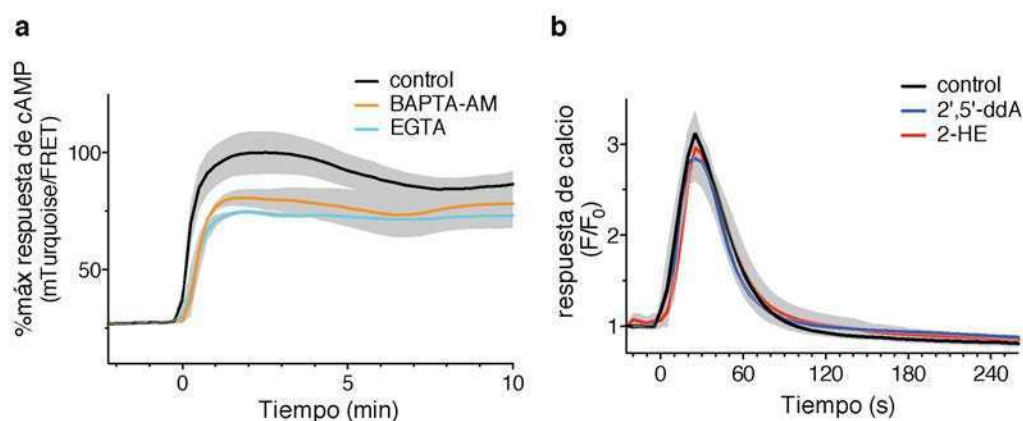 a
%máx respuesta de cAMP
(mTurquoise/FRET)
control
BAPTA-AM
EGTA
100
50
0
5
10
Tiempo (min)
b
respuesta de calcio
(F/F₀)
control
2',5'-ddA
2-HE
3
2
1
0
60
120
180
240
Tiempo (s)